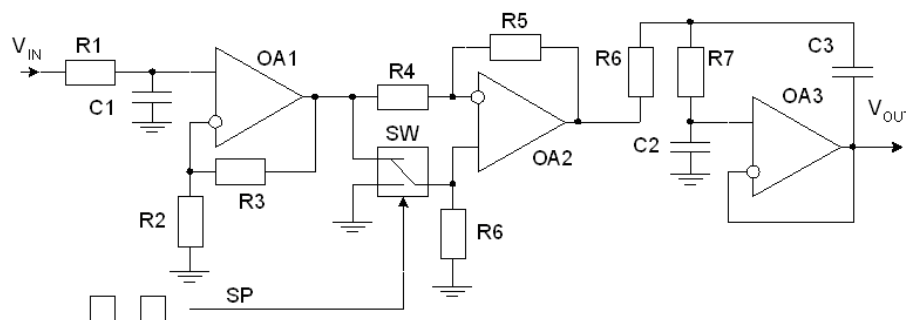 V_IN
R1
C1
OA1
R2
R3
R4
R5
SW
OA2
R6
SP
R6
R7
C2
C3
OA3
V_OUT